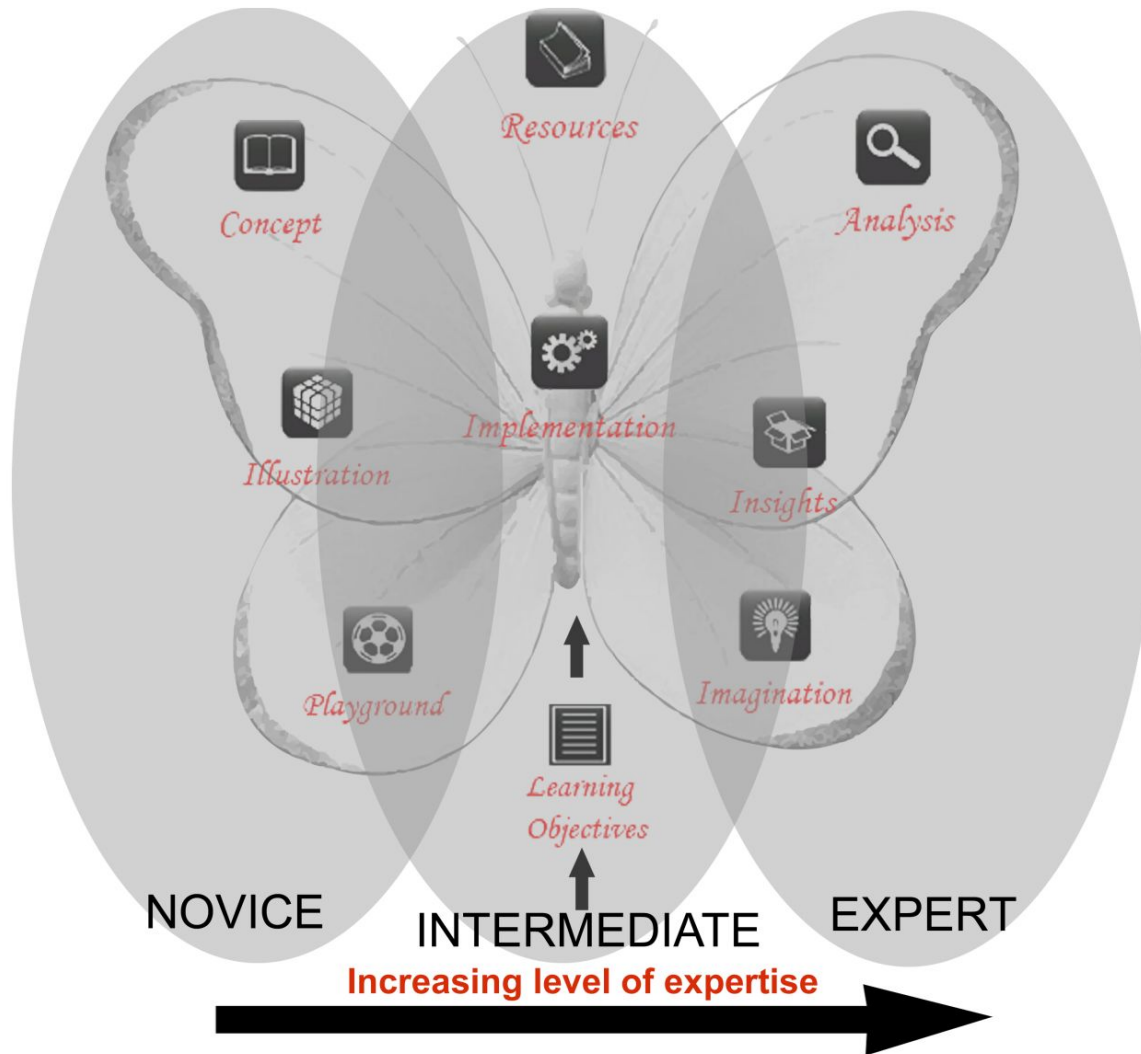 Resources
Concept
Analysis
Implementation
Illustration
Insights
Playground
Imagination
Learning
Objectives
NOVICE
INTERMEDIATE
EXPERT
Increasing level of expertise